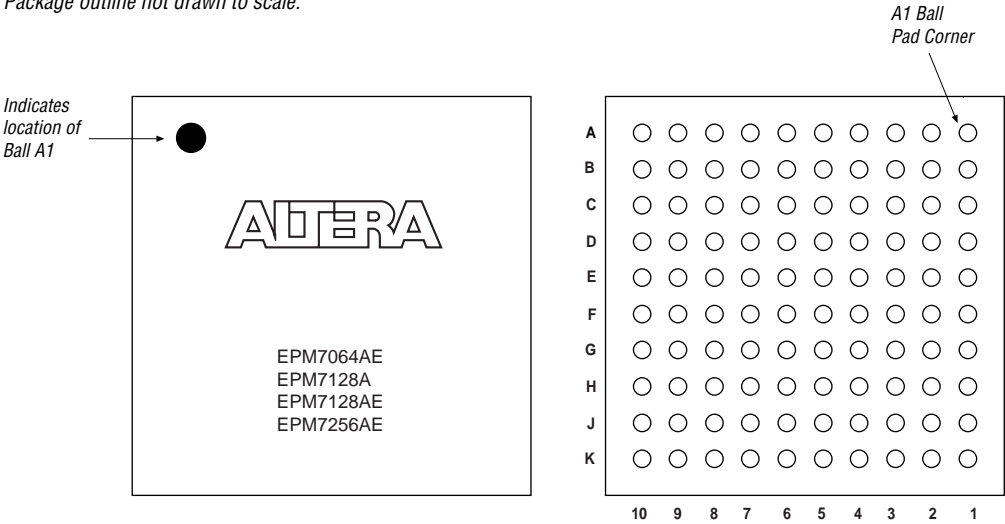 Package outline not drawn to scale.
A1 Ball
Pad Corner
Indicates
location of
Ball A1
ALTERA
EPM7064AE
EPM7128A
EPM7128AE
EPM7256AE
A
B
C
D
E
F
G
H
J
K
10 9 8 7 6 5 4 3 2 1